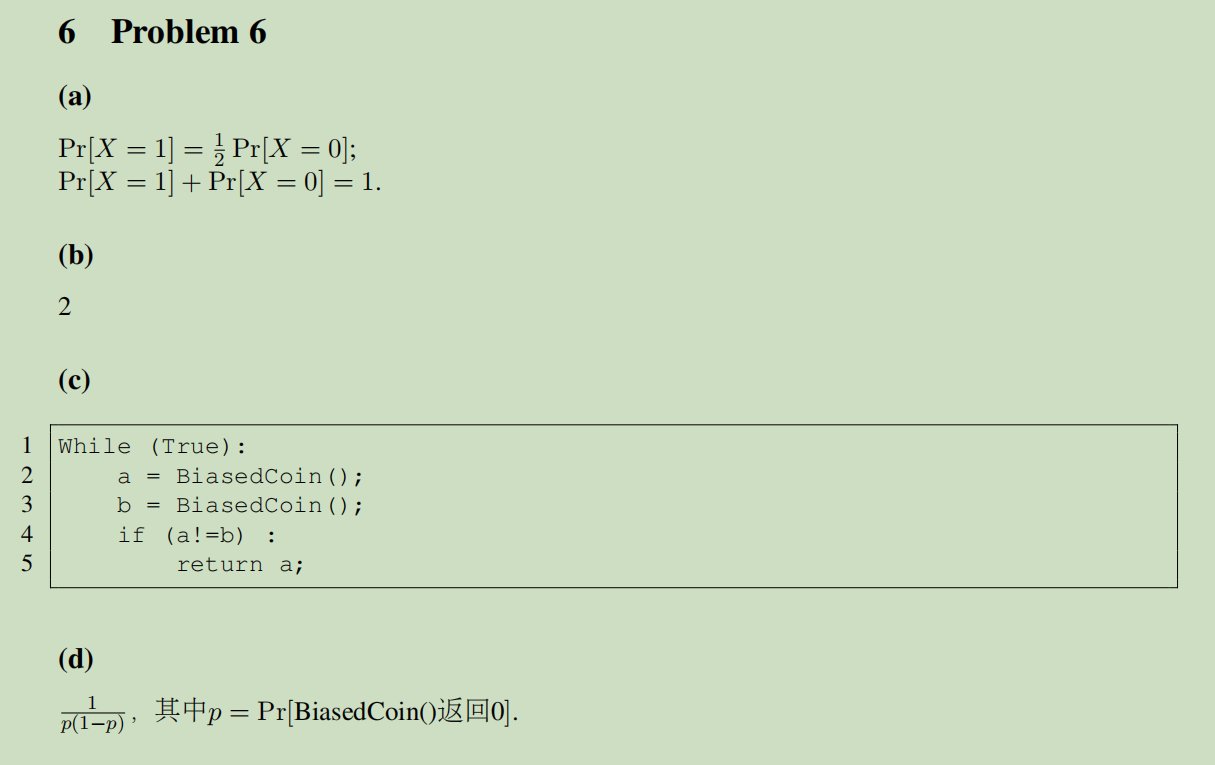 6 Problem 6
(a)
Pr[X = 1] = \frac{1}{2} Pr[X = 0];
Pr[X = 1] + Pr[X = 0] = 1.
(b)
2
(c)
1 While (True):
2     a = BiasedCoin();
3     b = BiasedCoin();
4     if (a!=b) :
5         return a;
(d)
\frac{1}{p(1-p)}, 其中p = Pr[BiasedCoin()返回0].